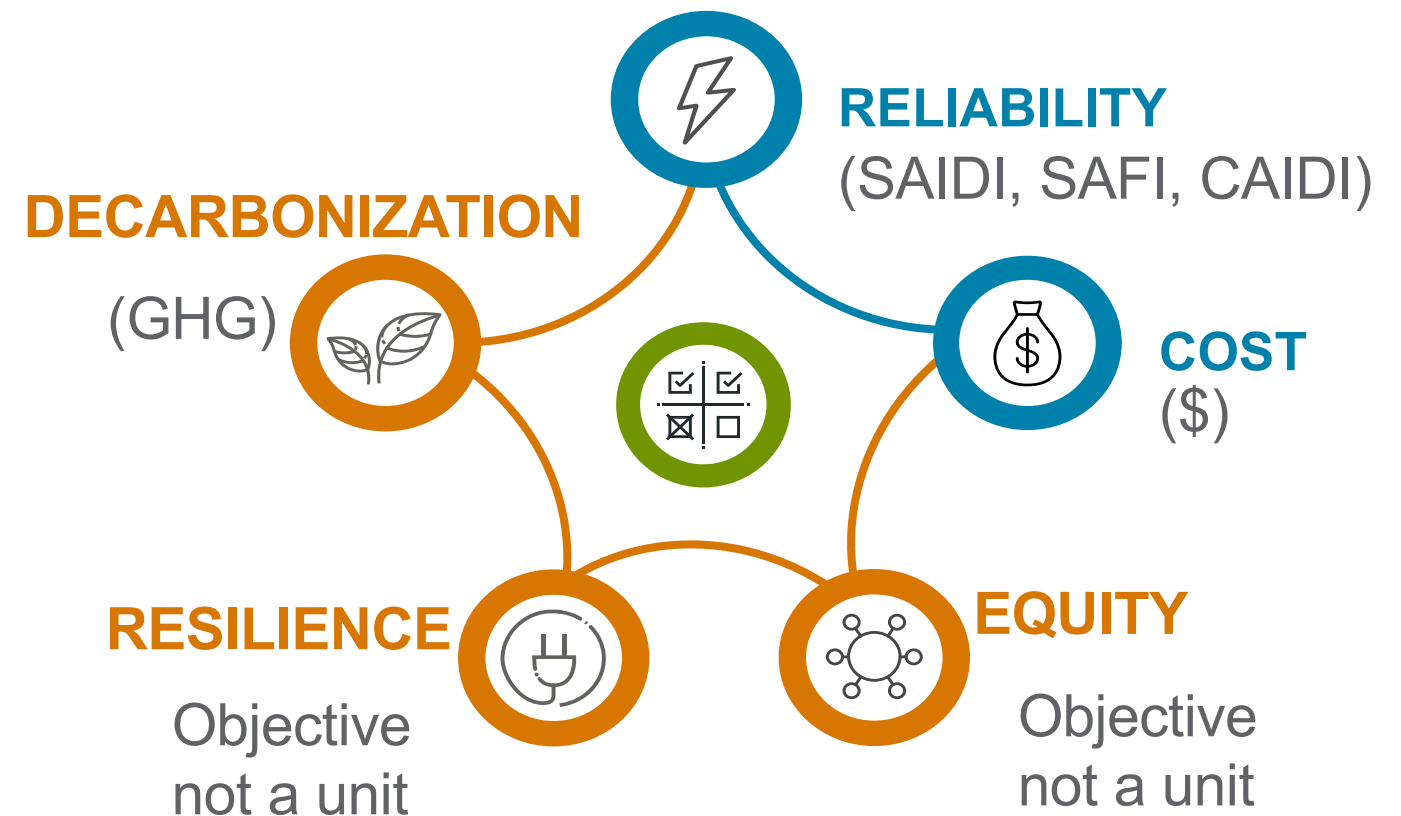 RELIABILITY
(SAIDI, SAFI, CAIDI)
DECARBONIZATION
(GHG)
COST
($)
$
RESILIENCE
Objective
not a unit
EQUITY
Objective
not a unit